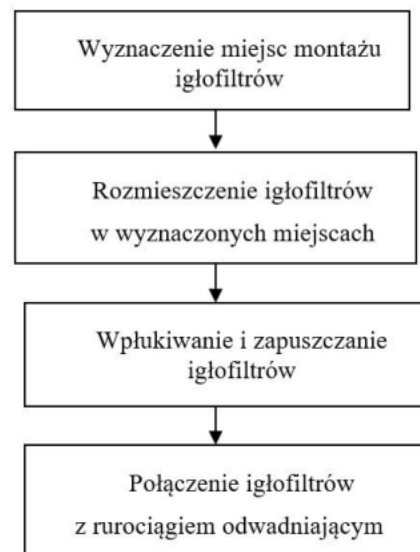 Wyznaczenie miejsc montażu
igłofiltrów
Rozmieszczenie igłofiltrów
w wyznaczonych miejscach
Wpłukiwanie i zapuszczanie
igłofiltrów
Połączenie igłofiltrów
z rurociągiem odwadniającym